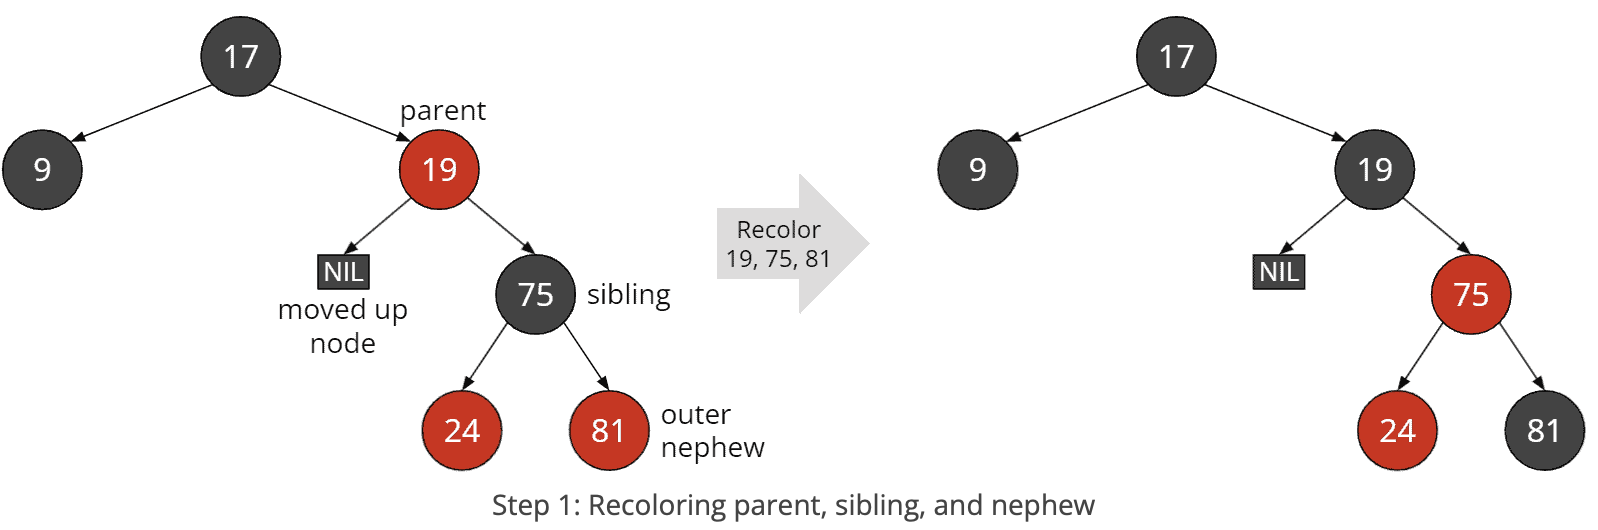 17
parent
9
19
NIL
moved up
node
75
sibling
24
81
outer
nephew
Recolor
19, 75, 81
17
9
19
NIL
75
24
81
Step 1: Recoloring parent, sibling, and nephew